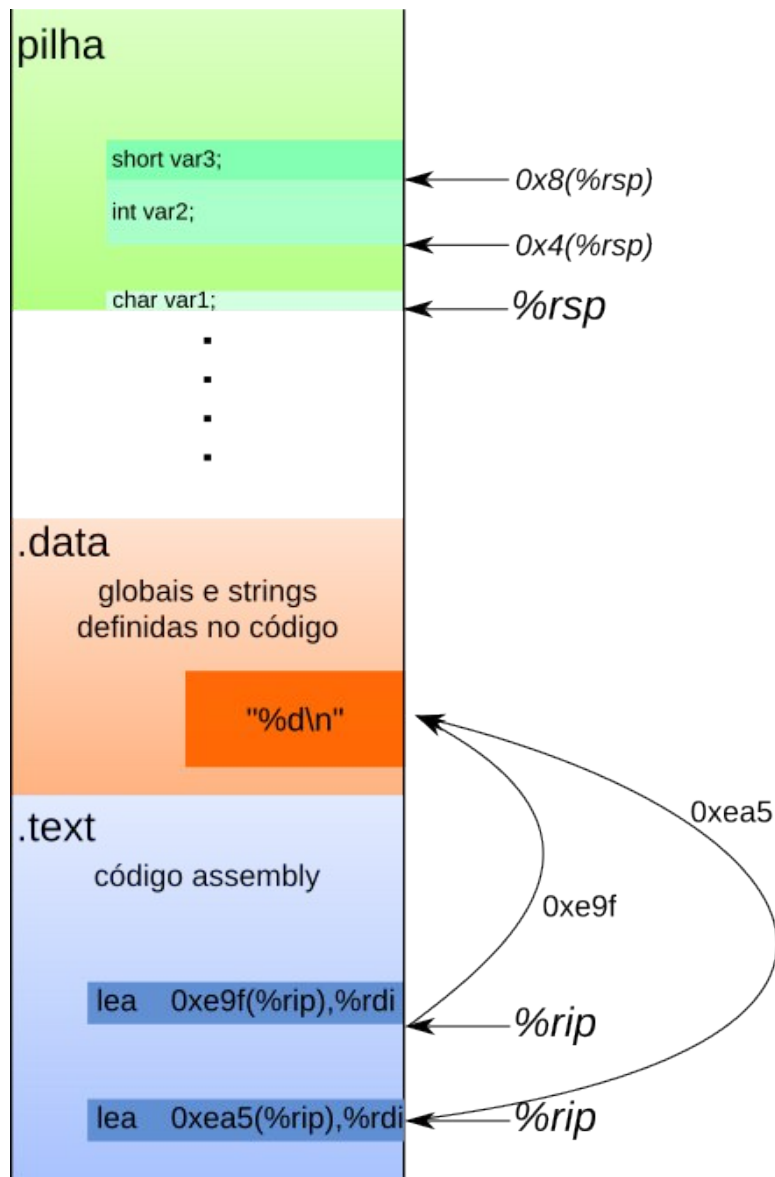 pilha
short var3;
0x8(%rsp)
int var2;
0x4(%rsp)
char var1;
%rsp
.data
globais e strings
definidas no código
"%d\n"
.text
0xea5
código assembly
0xe9f
lea 0xe9f(%rip),%rdi
%rip
lea 0xea5(%rip),%rdi
%rip